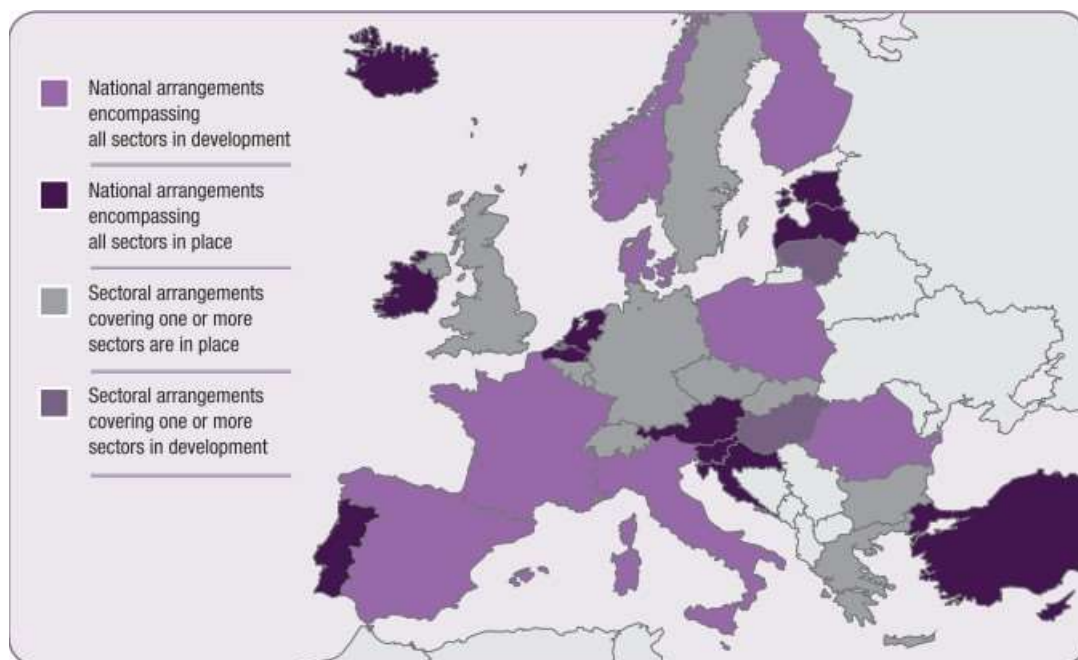 National arrangements
encompassing
all sectors in development
National arrangements
encompassing
all sectors in place
Sectoral arrangements
covering one or more
sectors are in place
Sectoral arrangements
covering one or more
sectors in development